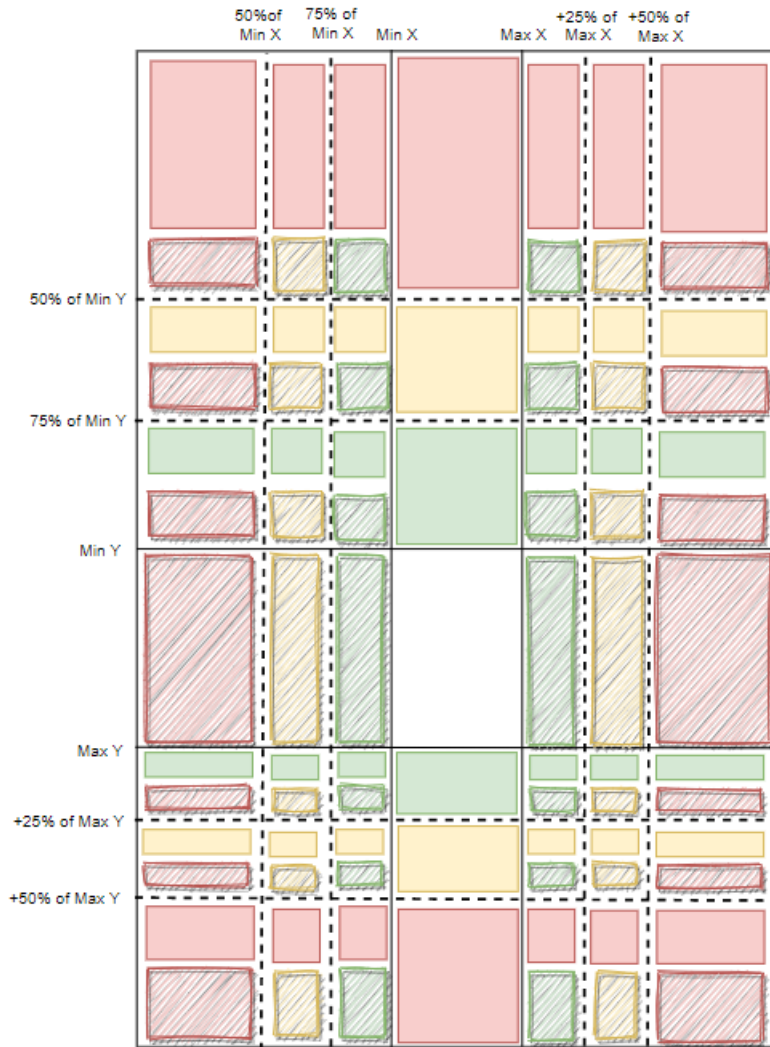 50%of
Min X
75% of
Min X
Min X
Max X
+25% of
Max X
+50% of
Max X
50% of Min Y
75% of Min Y
Min Y
Max Y
+25% of Max Y
+50% of Max Y